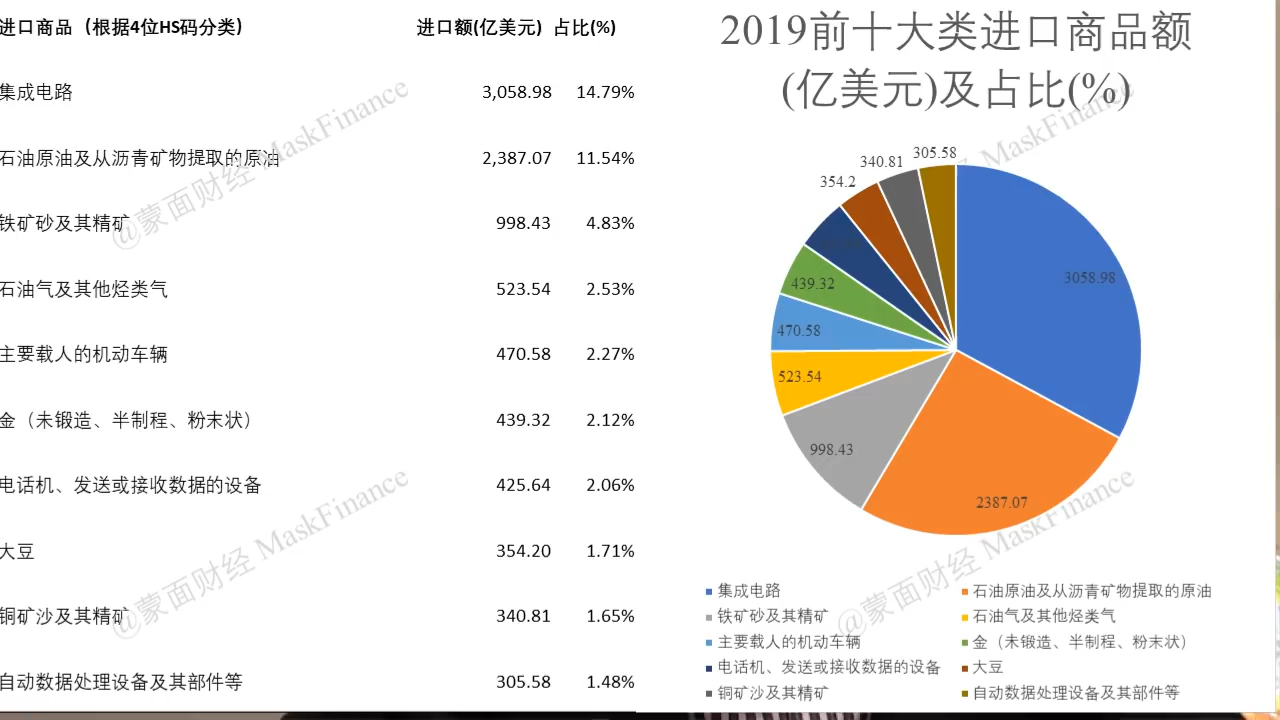 进口商品（根据4位HS码分类） 进口额(亿美元) 占比(%)
集成电路 3,058.98 14.79%
石油原油及从沥青矿物提取的原油 2,387.07 11.54%
铁矿砂及其精矿 998.43 4.83%
石油气及其他烃类气 523.54 2.53%
主要载人的机动车辆 470.58 2.27%
金（未锻造、半制程、粉末状） 439.32 2.12%
电话机、发送或接收数据的设备 425.64 2.06%
大豆 354.20 1.71%
铜矿沙及其精矿 340.81 1.65%
自动数据处理设备及其部件等 305.58 1.48%
@蒙面财经 MaskFinance
@蒙面财经 MaskFinance
2019前十大类进口商品额
(亿美元)及占比(%)
305.58
340.81
354.2
3058.98
439.32
470.58
523.54
998.43
2387.07
MaskFinance
@蒙面财经 MaskFinance
集成电路 石油原油及从沥青矿物提取的原油
铁矿砂及其精矿 石油气及其他烃类气
主要载人的机动车辆 金（未锻造、半制程、粉末状）
电话机、发送或接收数据的设备 大豆
铜矿沙及其精矿 自动数据处理设备及其部件等